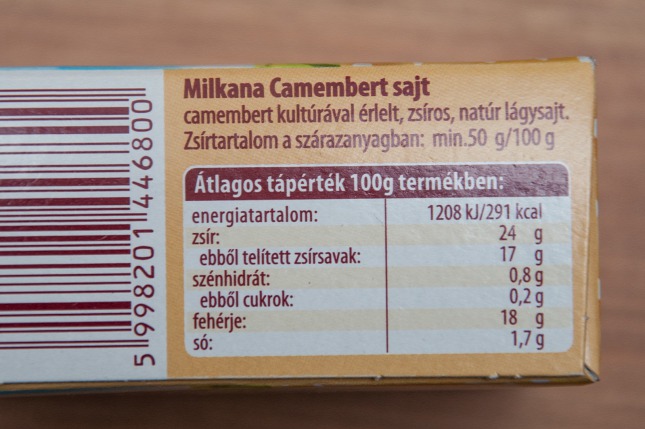 Milkana Camembert sajt
camembert kultúrával érlelt, zsíros, natúr lágysajt.
Zsírtartalom a szárazanyagban: min.50 g/100 g
Átlagos tápérték 100g termékben:
energiatartalom: 1208 kJ/291 kcal
zsír: 24 g
ebből telített zsírsavak: 17 g
szénhidrát: 0,8 g
ebből cukrok: 0,2 g
fehérje: 18 g
só: 1,7 g
5 998201 446800